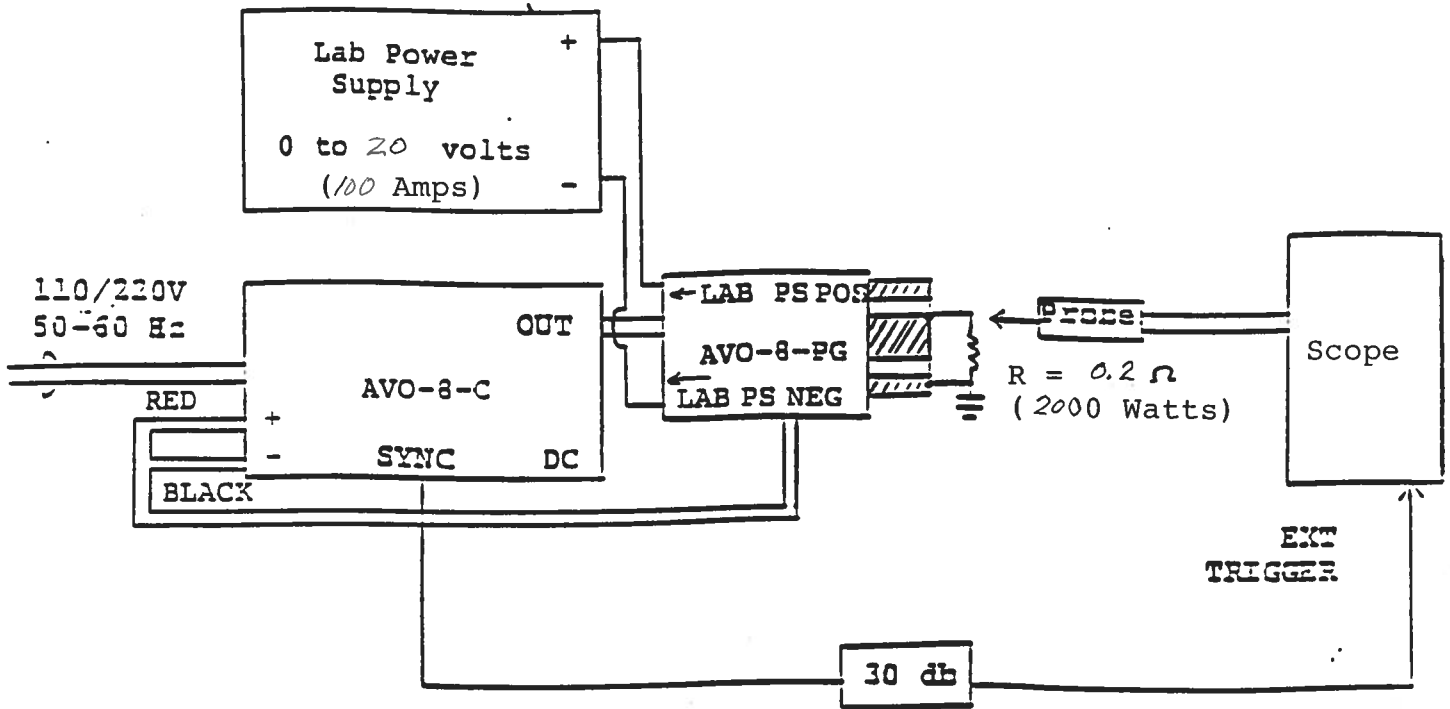 Lab Power
Supply
+
0 to 20 volts
(100 Amps)
-
110/220V
50-60 Hz
RED
+
-
BLACK
OUT
AVO-8-C
SYNC
DC
← LAB PS POS
AVO-8-PG
←
LAB PS NEG
Probe
R = 0.2 Ω
(2000 Watts)
Scope
EXT
TRIGGER
30 db